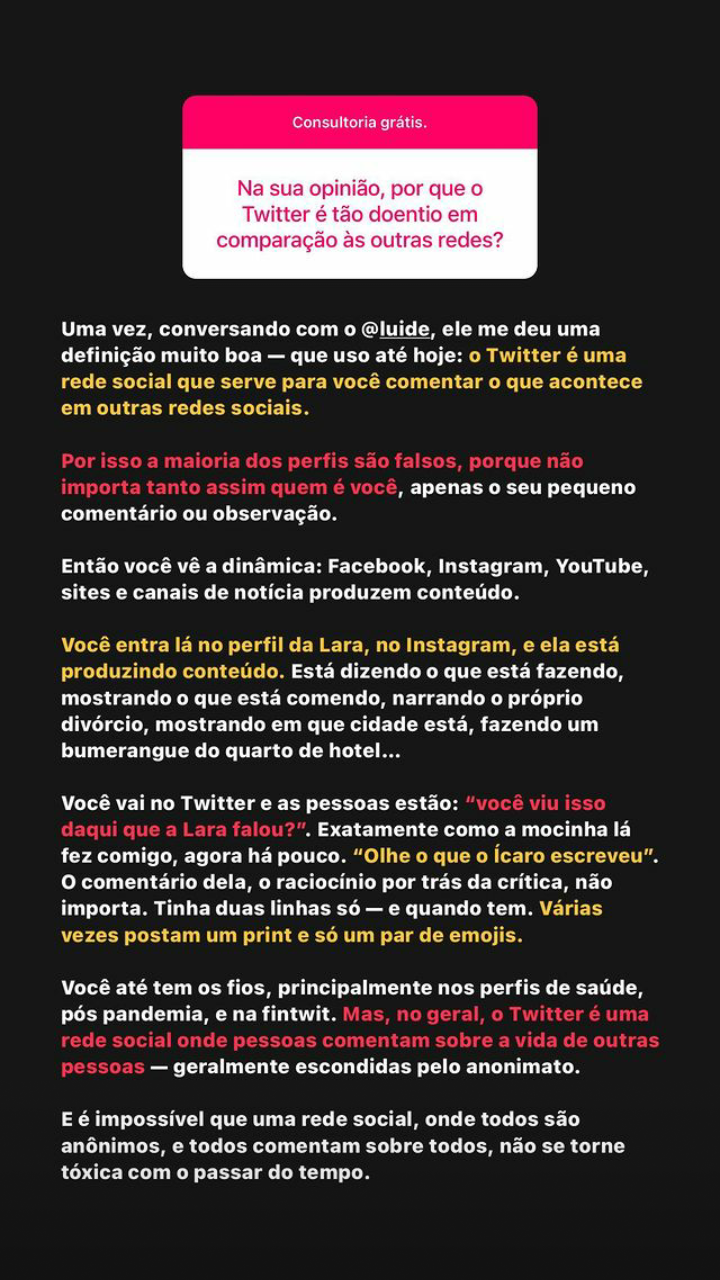 Consultoria grátis.
Na sua opinião, por que o
Twitter é tão doentio em
comparação às outras redes?
Uma vez, conversando com o @luide, ele me deu uma
definição muito boa — que uso até hoje: o Twitter é uma
rede social que serve para você comentar o que acontece
em outras redes sociais.
Por isso a maioria dos perfis são falsos, porque não
importa tanto assim quem é você, apenas o seu pequeno
comentário ou observação.
Então você vê a dinâmica: Facebook, Instagram, YouTube,
sites e canais de notícia produzem conteúdo.
Você entra lá no perfil da Lara, no Instagram, e ela está
produzindo conteúdo. Está dizendo o que está fazendo,
mostrando o que está comendo, narrando o próprio
divórcio, mostrando em que cidade está, fazendo um
bumerangue do quarto de hotel...
Você vai no Twitter e as pessoas estão: “você viu isso
daqui que a Lara falou?”. Exatamente como a mocinha lá
fez comigo, agora há pouco. “Olhe o que o Ícaro escreveu”.
O comentário dela, o raciocínio por trás da crítica, não
importa. Tinha duas linhas só — e quando tem. Várias
vezes postam um print e só um par de emojis.
Você até tem os fios, principalmente nos perfis de saúde,
pós pandemia, e na fintwit. Mas, no geral, o Twitter é uma
rede social onde pessoas comentam sobre a vida de outras
pessoas — geralmente escondidas pelo anonimato.
E é impossível que uma rede social, onde todos são
anônimos, e todos comentam sobre todos, não se torne
tóxica com o passar do tempo.